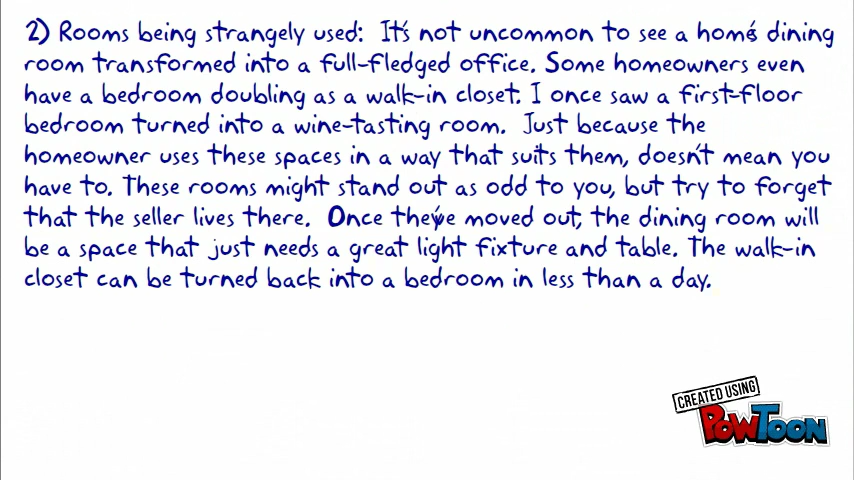 2) Rooms being strangely used: It's not uncommon to see a home's dining
room transformed into a full-fledged office. Some homeowners even
have a bedroom doubling as a walk-in closet. I once saw a first-floor
bedroom turned into a wine-tasting room. Just because the
homeowner uses these spaces in a way that suits them, doesn't mean you
have to. These rooms might stand out as odd to you, but try to forget
that the seller lives there. Once they've moved out, the dining room will
be a space that just needs a great light fixture and table. The walk-in
closet can be turned back into a bedroom in less than a day.
CREATED USING
POWTOON